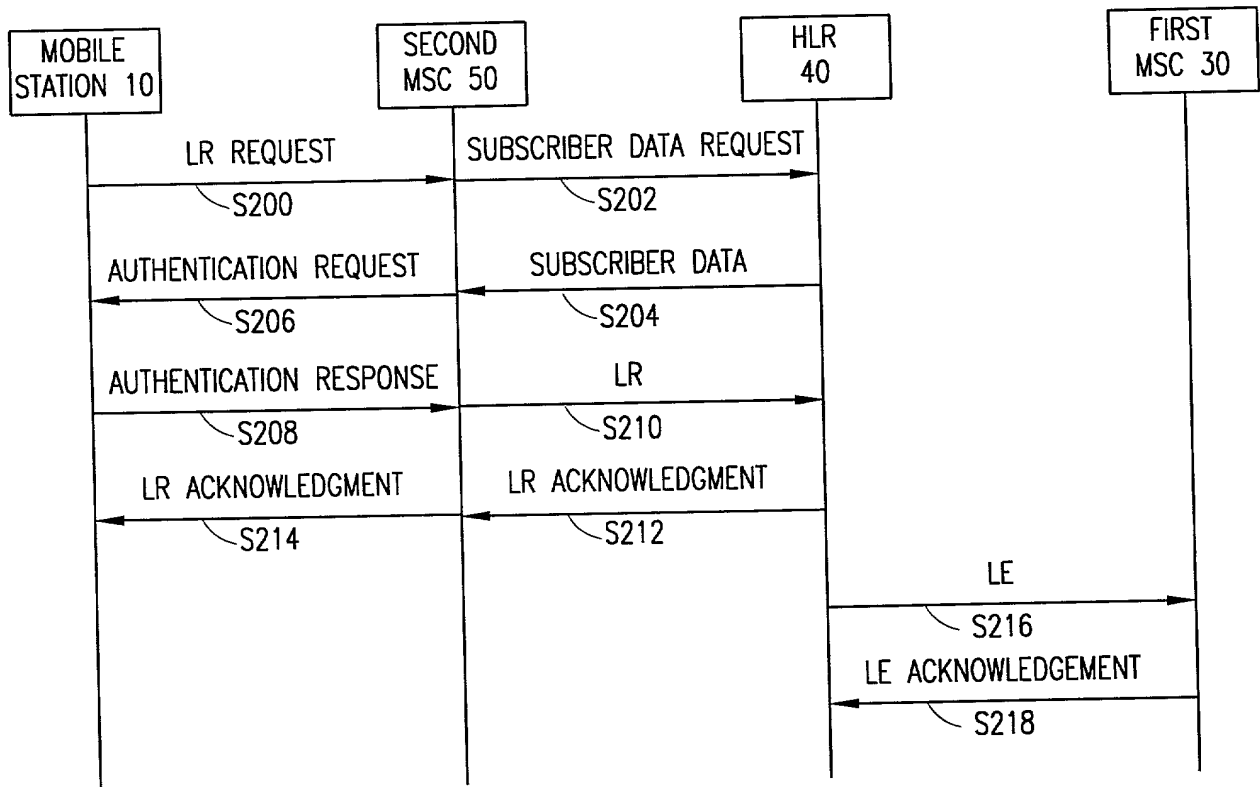 MOBILE
STATION 10
SECOND
MSC 50
HLR
40
FIRST
MSC 30
LR REQUEST
SUBSCRIBER DATA REQUEST
S200
S202
AUTHENTICATION REQUEST
SUBSCRIBER DATA
S206
S204
AUTHENTICATION RESPONSE
LR
S208
S210
LR ACKNOWLEDGMENT
LR ACKNOWLEDGMENT
S214
S212
LE
S216
LE ACKNOWLEDGEMENT
S218